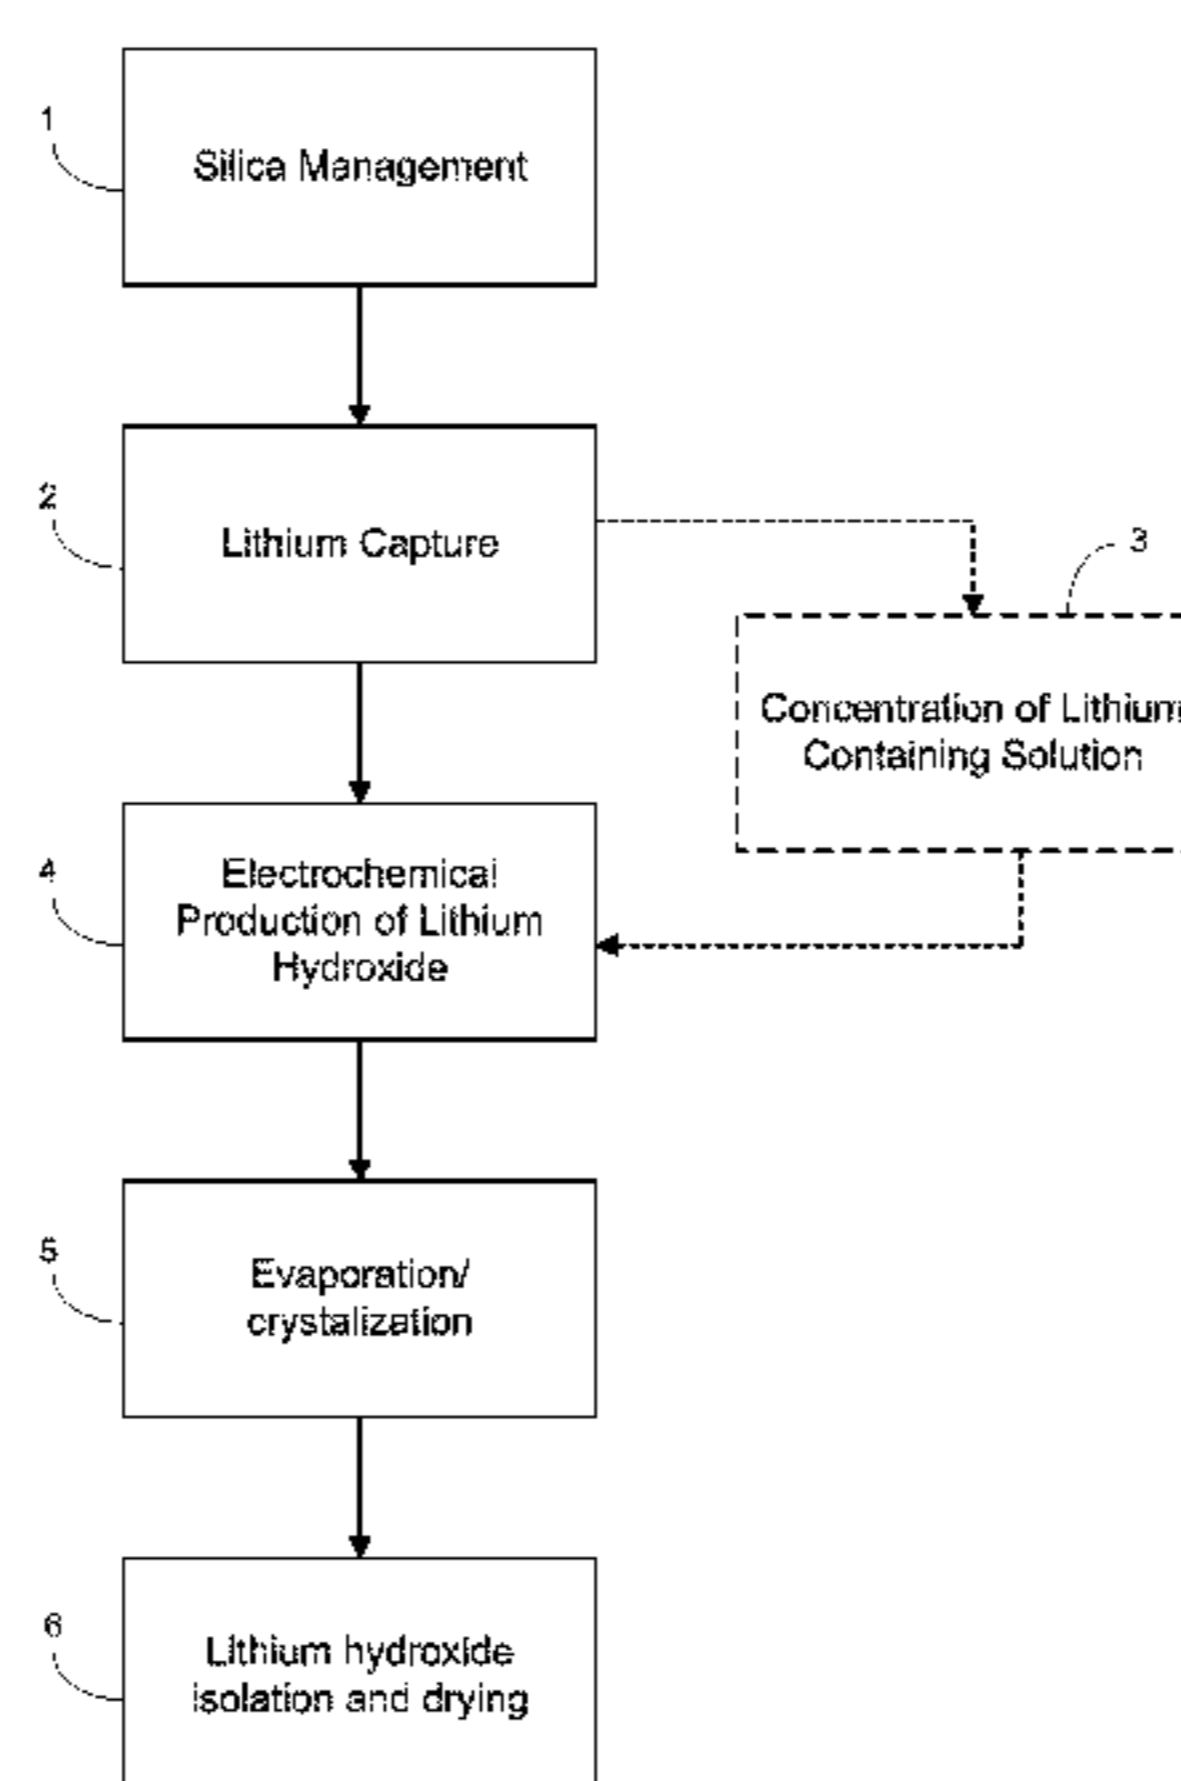 1
Silica Management
2
Lithium Capture
3
Concentration of Lithium
Containing Solution
4
Electrochemical
Production of Lithium
Hydroxide
5
Evaporation/
crystalization
6
Lithium hydroxide
isolation and drying